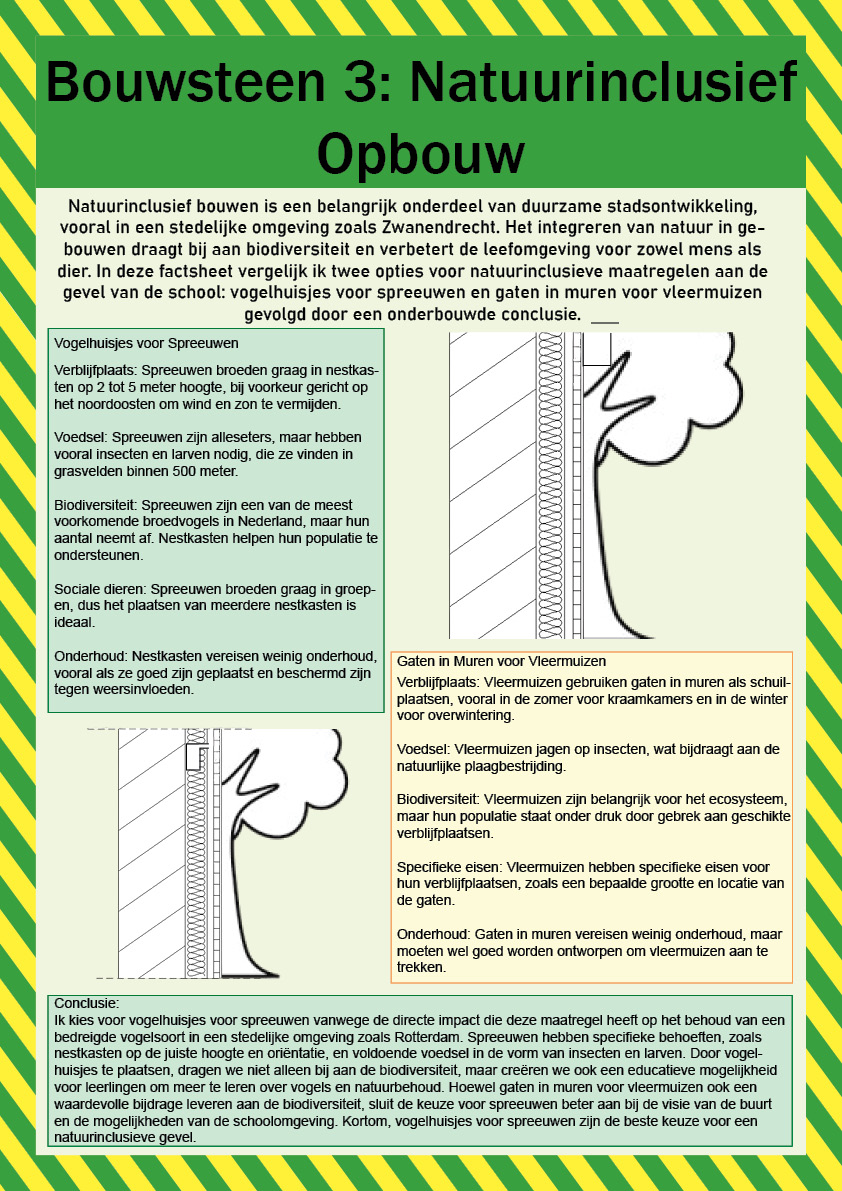 Bouwsteen 3: Natuurinclusief
Opbouw
Natuurinclusief bouwen is een belangrijk onderdeel van duurzame stadsontwikkeling,
vooral in een stedelijke omgeving zoals Zwanendrecht. Het integreren van natuur in ge-
bouwen draagt bij aan biodiversiteit en verbetert de leefomgeving voor zowel mens als
dier. In deze factsheet vergelijk ik twee opties voor natuurinclusieve maatregelen aan de
gevel van de school: vogelhuisjes voor spreeuwen en gaten in muren voor vleermuizen
gevolgd door een onderbouwde conclusie.
Vogelhuisjes voor Spreeuwen
Verblijfplaats: Spreeuwen broeden graag in nestkas-
ten op 2 tot 5 meter hoogte, bij voorkeur gericht op
het noordoosten om wind en zon te vermijden.
Voedsel: Spreeuwen zijn alleseters, maar hebben
vooral insecten en larven nodig, die ze vinden in
grasvelden binnen 500 meter.
Biodiversiteit: Spreeuwen zijn een van de meest
voorkomende broedvogels in Nederland, maar hun
aantal neemt af. Nestkasten helpen hun populatie te
ondersteunen.
Sociale dieren: Spreeuwen broeden graag in groep-
en, dus het plaatsen van meerdere nestkasten is
ideaal.
Onderhoud: Nestkasten vereisen weinig onderhoud,
vooral als ze goed zijn geplaatst en beschermd zijn
tegen weersinvloeden.
Gaten in Muren voor Vleermuizen
Verblijfplaats: Vleermuizen gebruiken gaten in muren als schuil-
plaatsen, vooral in de zomer voor kraamkamers en in de winter
voor overwintering.
Voedsel: Vleermuizen jagen op insecten, wat bijdraagt aan de
natuurlijke plaagbestrijding.
Biodiversiteit: Vleermuizen zijn belangrijk voor het ecosysteem,
maar hun populatie staat onder druk door gebrek aan geschikte
verblijfplaatsen.
Specifieke eisen: Vleermuizen hebben specifieke eisen voor
hun verblijfplaatsen, zoals een bepaalde grootte en locatie van
de gaten.
Onderhoud: Gaten in muren vereisen weinig onderhoud, maar
moeten wel goed worden ontworpen om vleermuizen aan te
trekken.
Conclusie:
Ik kies voor vogelhuisjes voor spreeuwen vanwege de directe impact die deze maatregel heeft op het behoud van een
bedreigde vogelsoort in een stedelijke omgeving zoals Rotterdam. Spreeuwen hebben specifieke behoeften, zoals
nestkasten op de juiste hoogte en oriëntatie, en voldoende voedsel in de vorm van insecten en larven. Door vogel-
huisjes te plaatsen, dragen we niet alleen bij aan de biodiversiteit, maar creëren we ook een educatieve mogelijkheid
voor leerlingen om meer te leren over vogels en natuurbehoud. Hoewel gaten in muren voor vleermuizen ook een
waardevolle bijdrage leveren aan de biodiversiteit, sluit de keuze voor spreeuwen beter aan bij de visie van de buurt
en de mogelijkheden van de schoolomgeving. Kortom, vogelhuisjes voor spreeuwen zijn de beste keuze voor een
natuurinclusieve gevel.